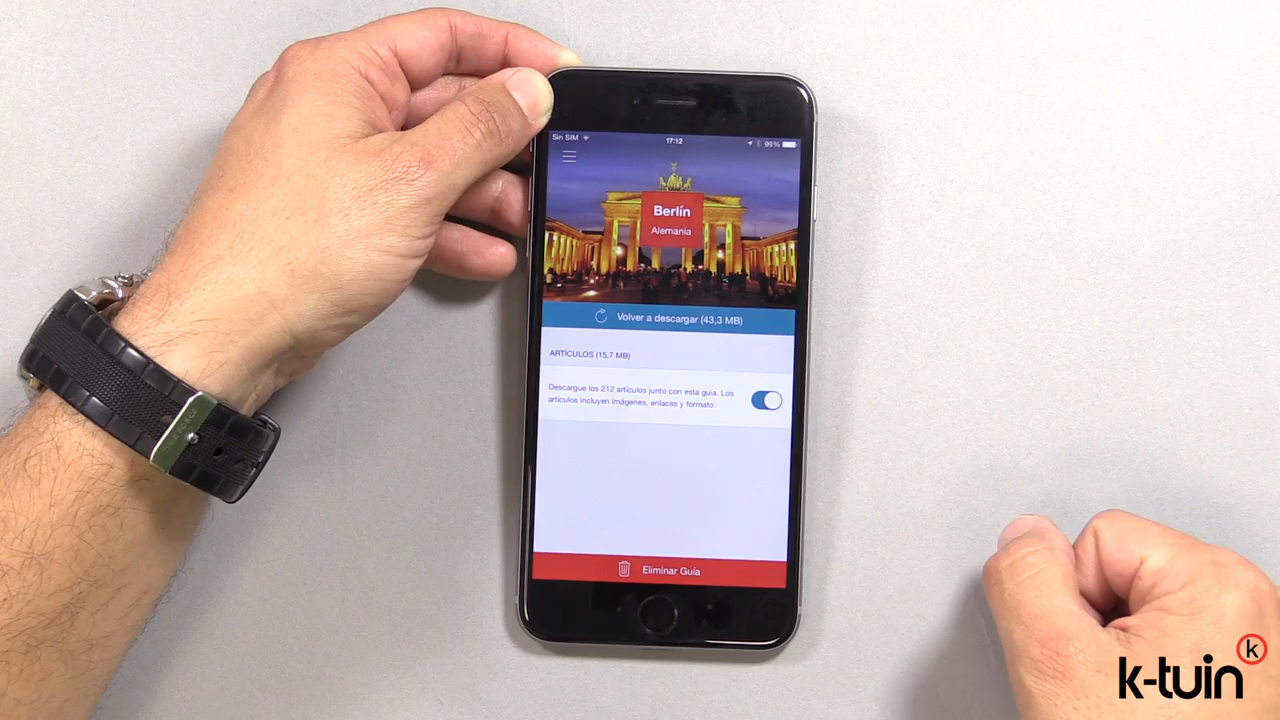 Sin SIM
17:12
99%
Berlín
Alemania
Volver a descargar (43,3 MB)
ARTÍCULOS (15,7 MB)
Descargue los 212 artículos junto con esta guía. Los
artículos incluyen imágenes, enlaces y formato.
Eliminar Guía
k-tuin
k